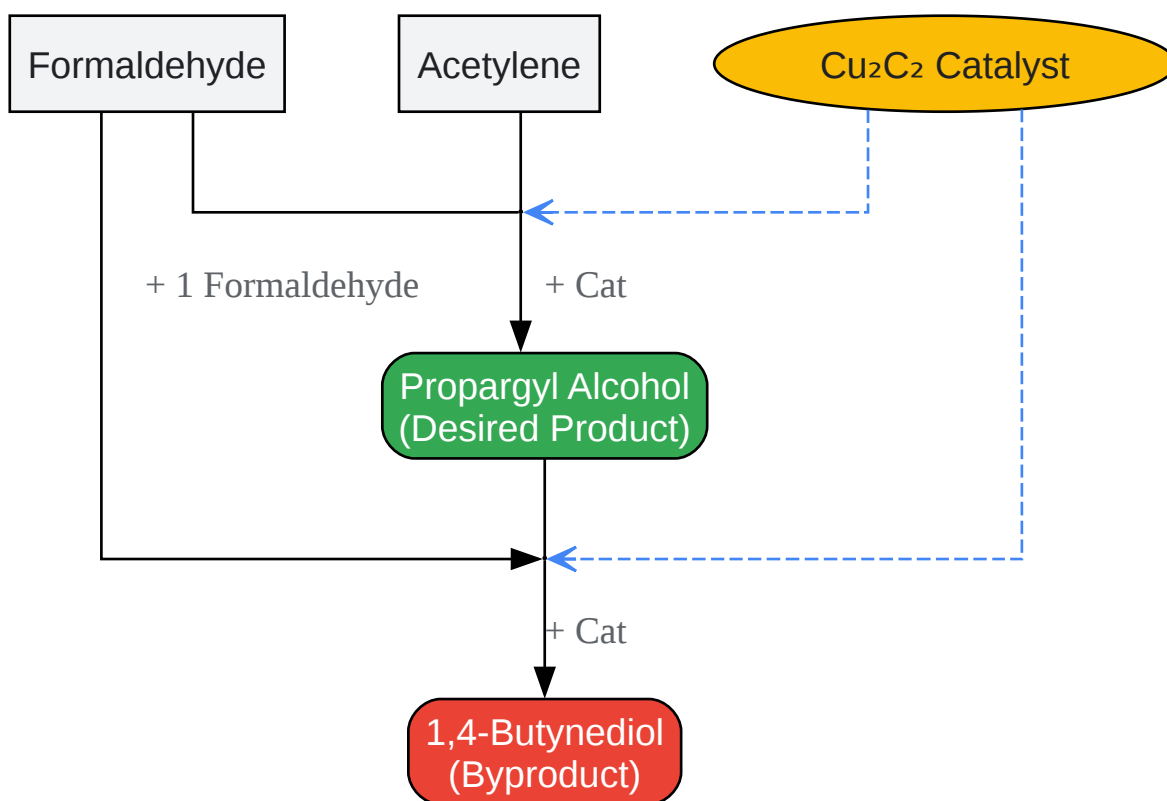 Formaldehyde
Acetylene
Cu₂C₂ Catalyst
+ 1 Formaldehyde
+ Cat
Propargyl Alcohol
(Desired Product)
+ Cat
1,4-Butynediol
(Byproduct)